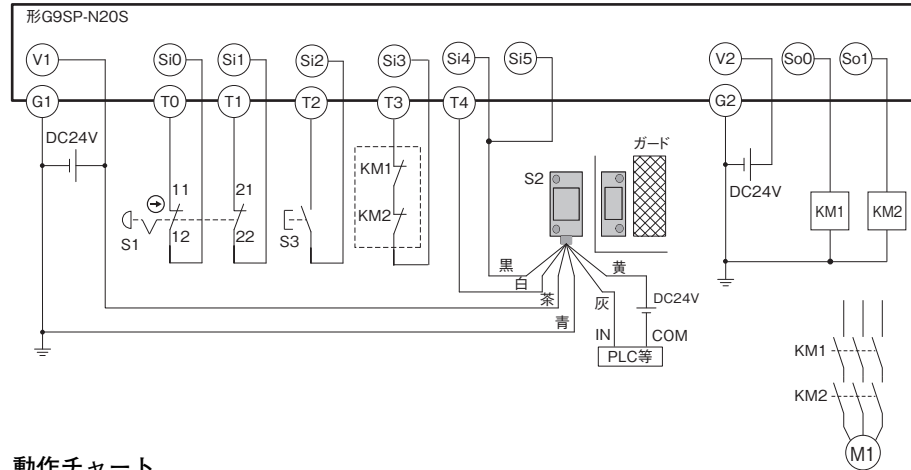 形G9SP-N20S
V1
Si0
Si1
Si2
Si3
Si4
Si5
V2
So0
So1
G1
T0
T1
T2
T3
T4
G2
DC24V
11
21
12
22
S1
S3
KM1
KM2
S2
ガード
DC24V
KM1
KM2
黒
白
茶
青
黄
灰
DC24V
IN
COM
PLC等
KM1
KM2
M1
動作チャート